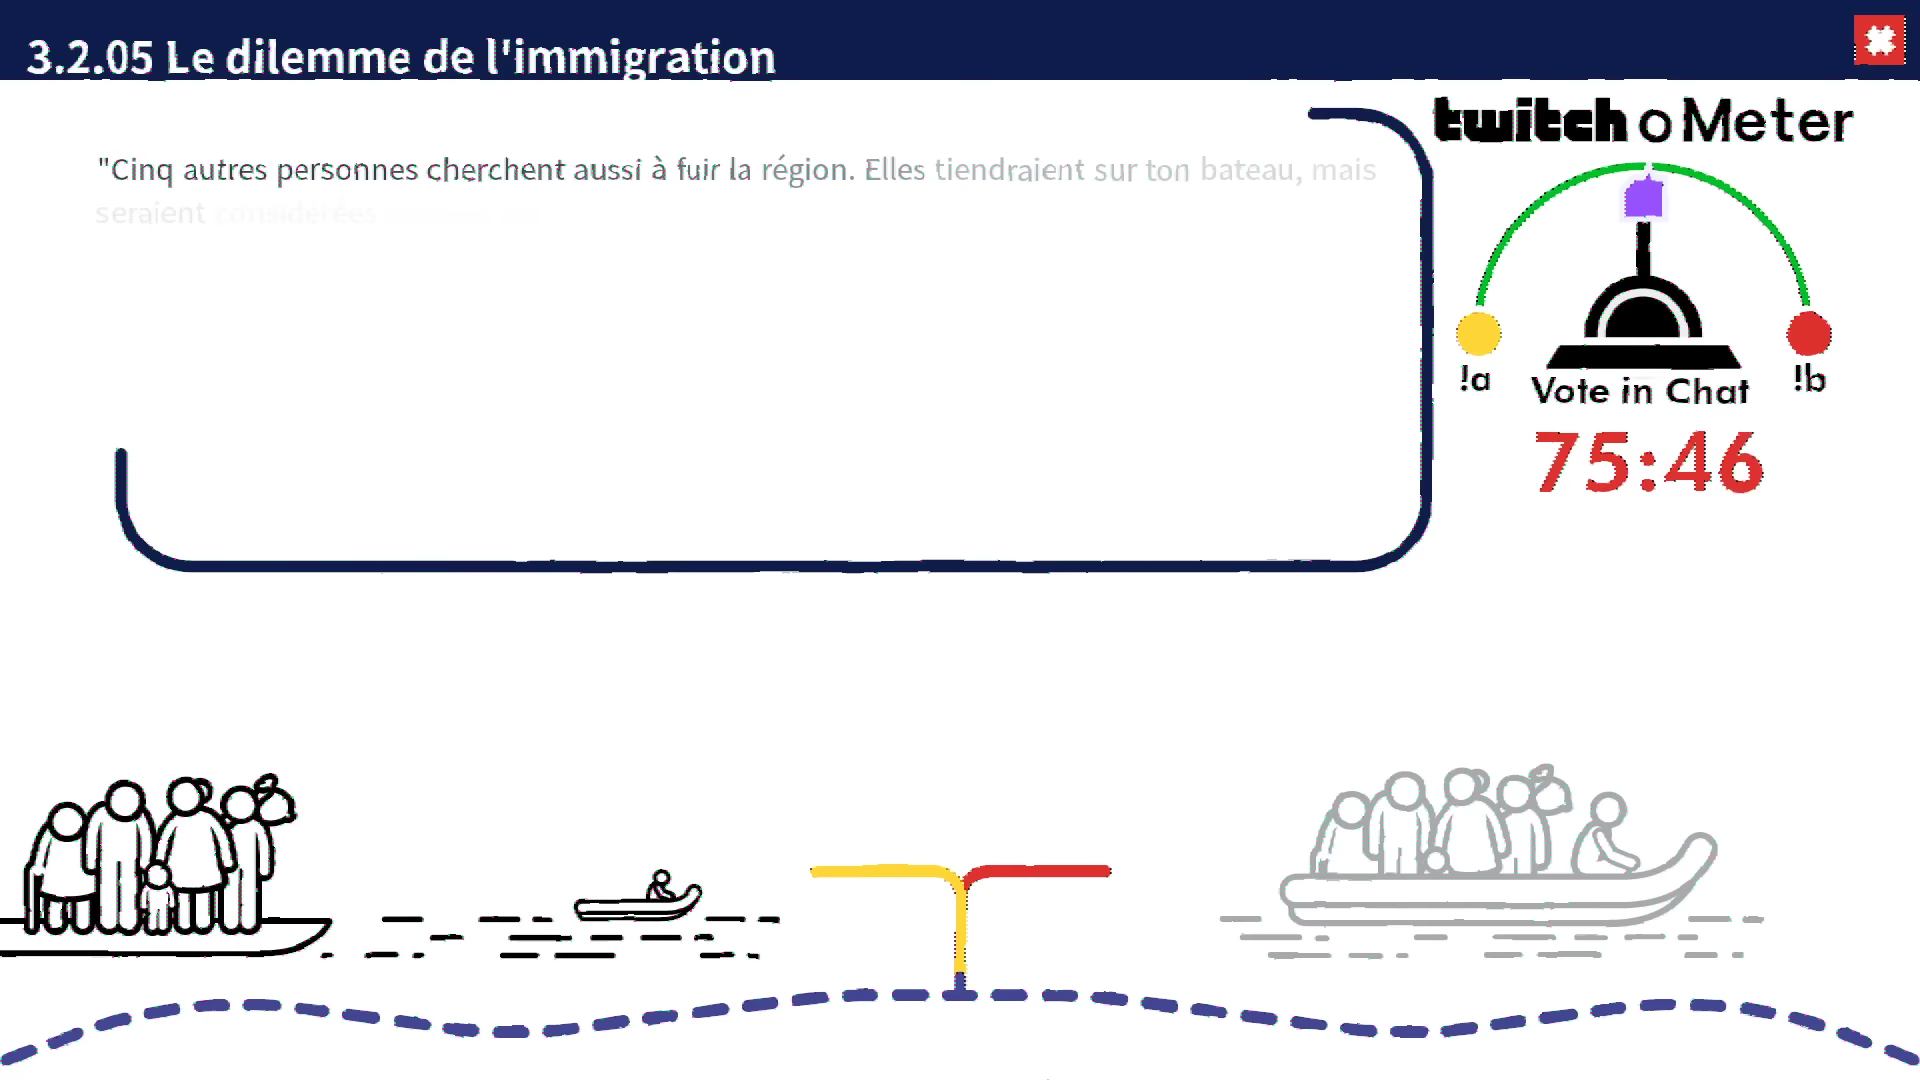 3.2.05 Le dilemme de l'immigration
twitch o Meter
"Cinq autres personnes cherchent aussi à fuir la région. Elles tiendraient sur ton bateau, mais
seraient considérées
!a
Vote in Chat
!b
75:46